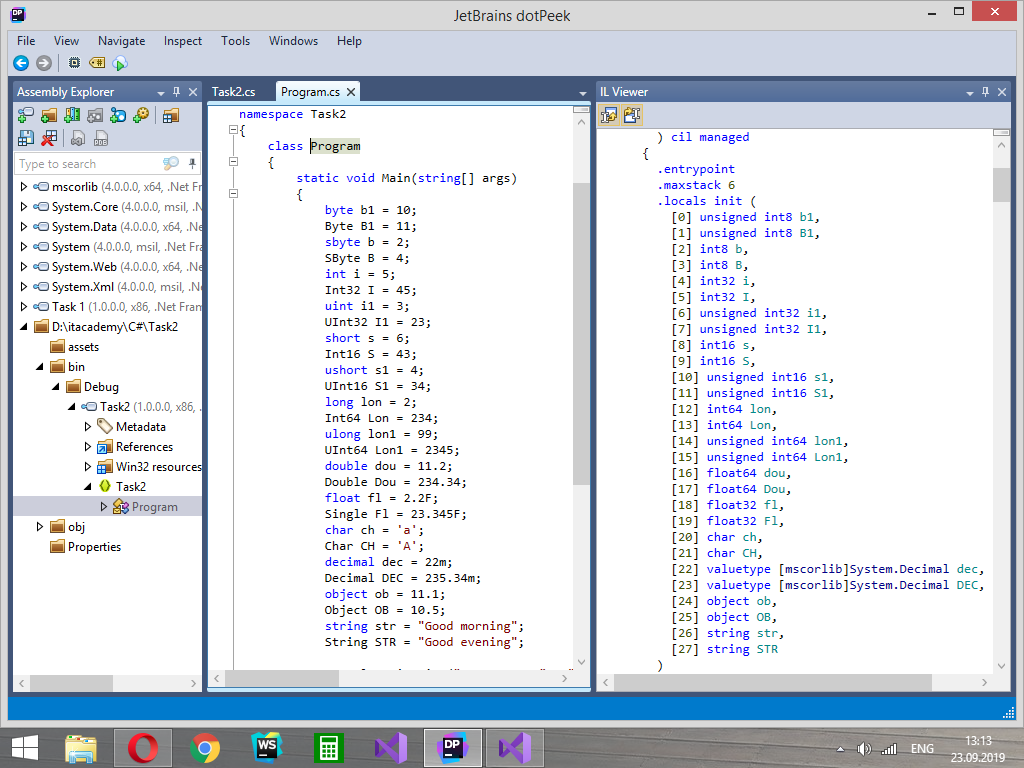 DP
JetBrains dotPeek
File View Navigate Inspect Tools Windows Help
Assembly Explorer
Type to search
mscorlib (4.0.0.0, x64, .Net Fr
System.Core (4.0.0.0, msil, .
System.Data (4.0.0.0, x64, .N
System (4.0.0.0, msil, .Net Fra
System.Web (4.0.0.0, x64, .Ne
System.Xml (4.0.0.0, msil, .Ne
Task 1 (1.0.0.0, x86, .Net Fram
D:\itacademy\C#\Task2
assets
bin
Debug
Task2 (1.0.0.0, x86, .
Metadata
References
Win32 resources
Task2
Program
obj
Properties
Task2.cs Program.cs
namespace Task2
{
class Program
{
static void Main(string[] args)
{
byte b1 = 10;
Byte B1 = 11;
sbyte b = 2;
SByte B = 4;
int i = 5;
Int32 I = 45;
uint i1 = 3;
UInt32 I1 = 23;
short s = 6;
Int16 S = 43;
ushort s1 = 4;
UInt16 S1 = 34;
long lon = 2;
Int64 Lon = 234;
ulong lon1 = 99;
UInt64 Lon1 = 2345;
double dou = 11.2;
Double Dou = 234.34;
float fl = 2.2F;
Single Fl = 23.345F;
char ch = 'a';
Char CH = 'A';
decimal dec = 22m;
Decimal DEC = 235.34m;
object ob = 11.1;
Object OB = 10.5;
string str = "Good morning";
String STR = "Good evening";
IL Viewer
) cil managed
{
.entrypoint
.maxstack 6
.locals init (
[0] unsigned int8 b1,
[1] unsigned int8 B1,
[2] int8 b,
[3] int8 B,
[4] int32 i,
[5] int32 I,
[6] unsigned int32 i1,
[7] unsigned int32 I1,
[8] int16 s,
[9] int16 S,
[10] unsigned int16 s1,
[11] unsigned int16 S1,
[12] int64 lon,
[13] int64 Lon,
[14] unsigned int64 lon1,
[15] unsigned int64 Lon1,
[16] float64 dou,
[17] float64 Dou,
[18] float32 fl,
[19] float32 Fl,
[20] char ch,
[21] char CH,
[22] valuetype [mscorlib]System.Decimal dec,
[23] valuetype [mscorlib]System.Decimal DEC,
[24] object ob,
[25] object OB,
[26] string str,
[27] string STR
)
WS
DP
ENG
13:13
23.09.2019